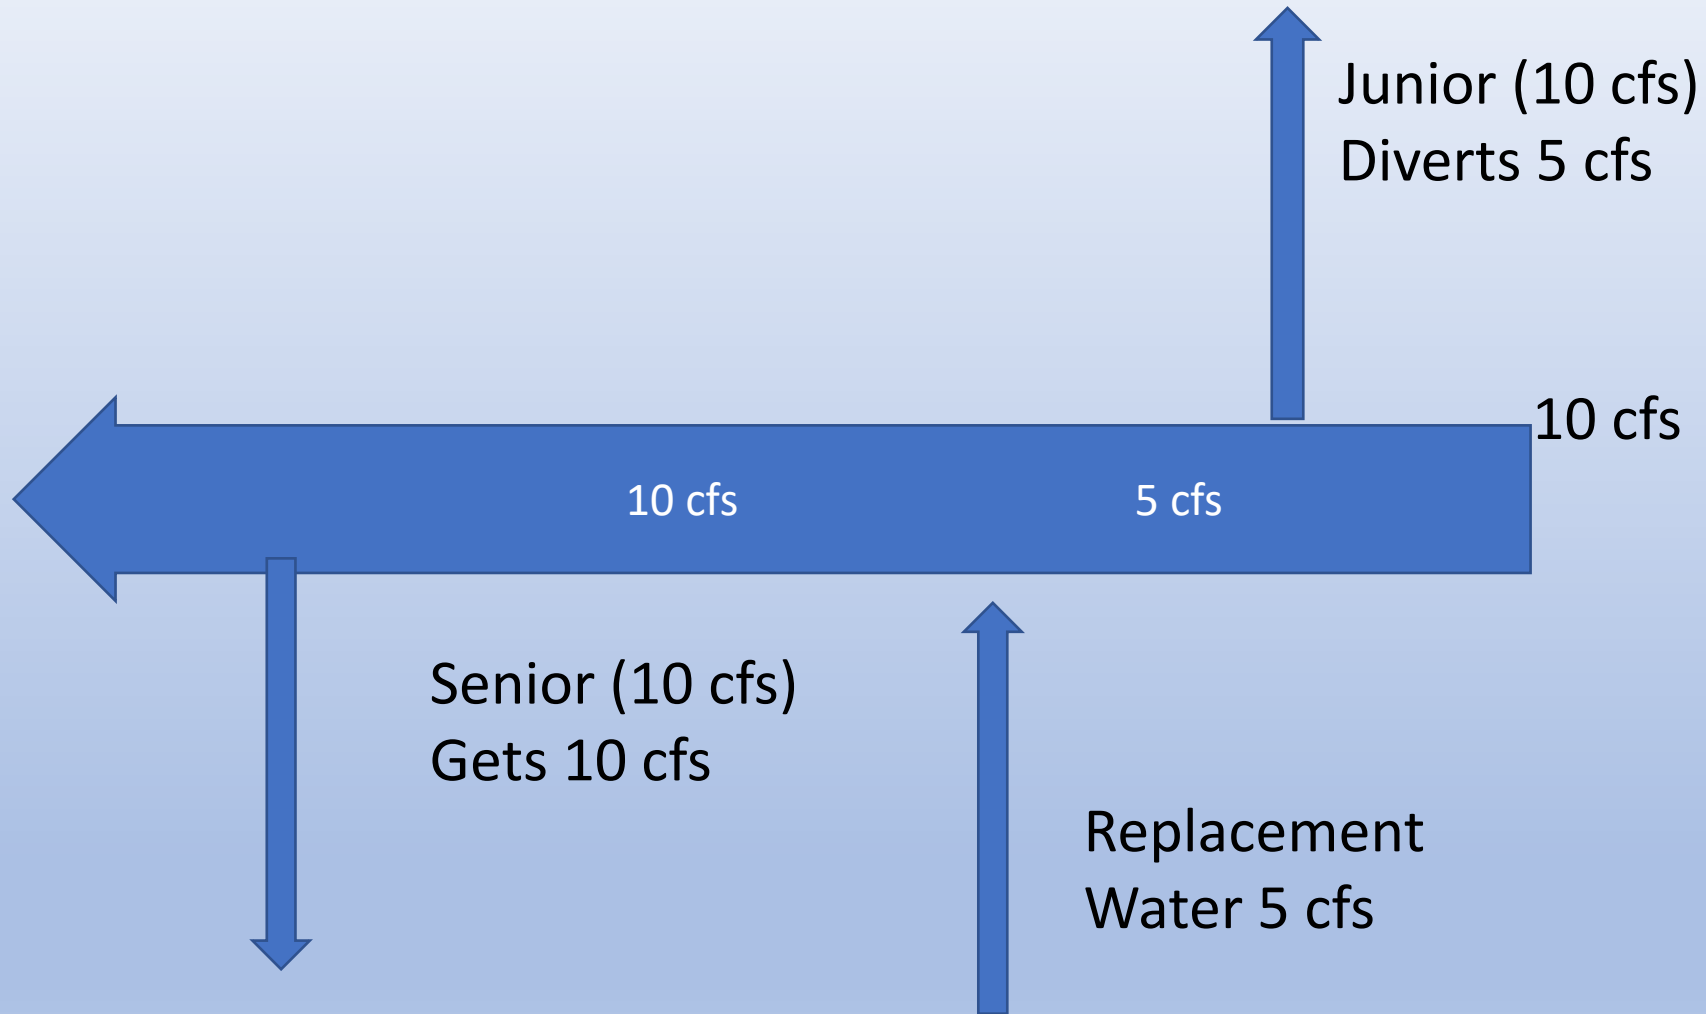 Junior (10 cfs)
Diverts 5 cfs
10 cfs
10 cfs
5 cfs
Senior (10 cfs)
Gets 10 cfs
Replacement
Water 5 cfs